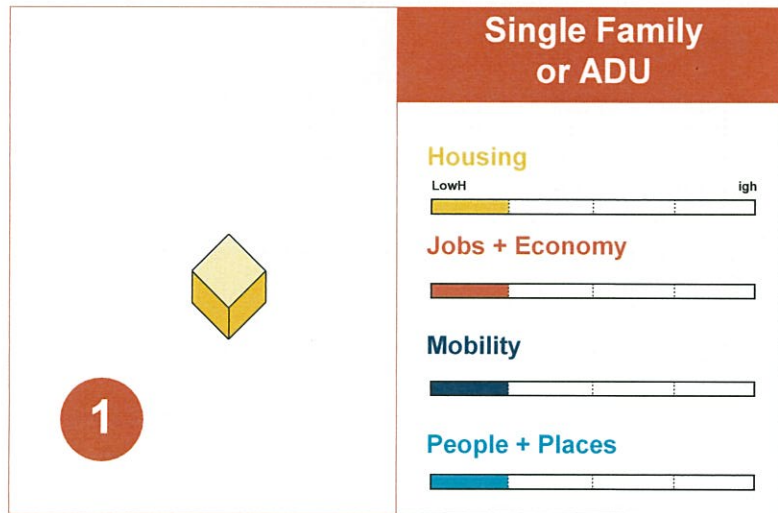 Single Family
or ADU
Housing
LowH igh
Jobs + Economy
Mobility
1
People + Places